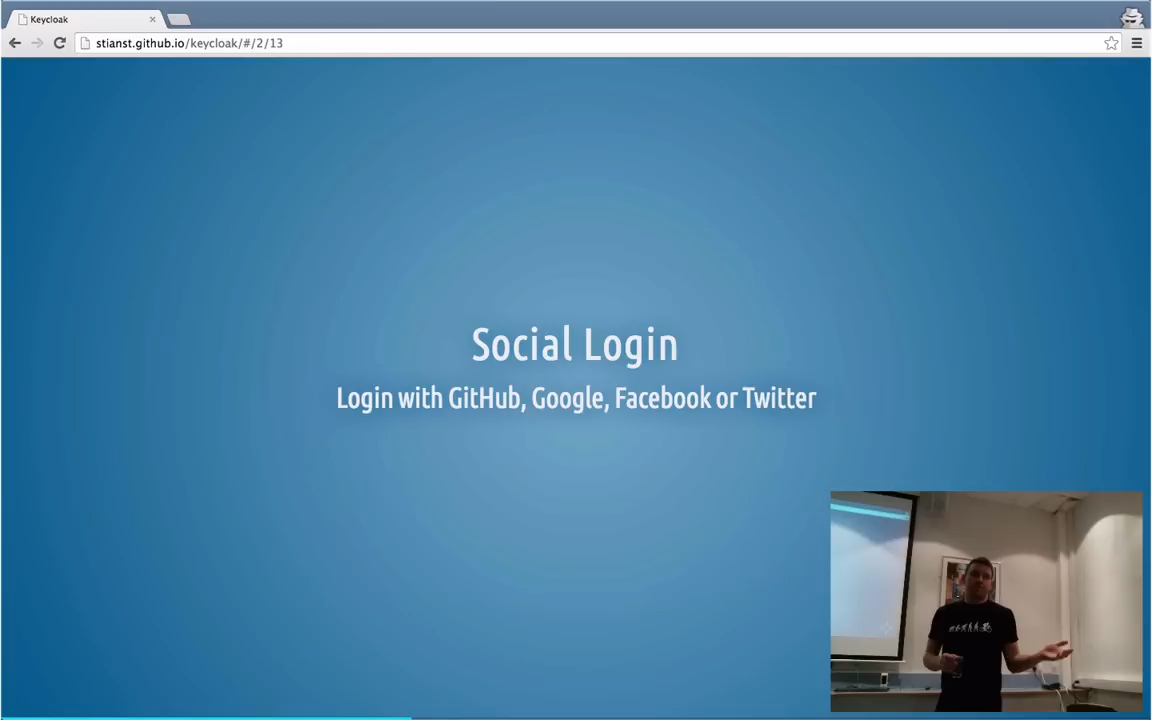 Keycloak
stianst.github.io/keycloak/#/2/13
Social Login
Login with GitHub, Google, Facebook or Twitter